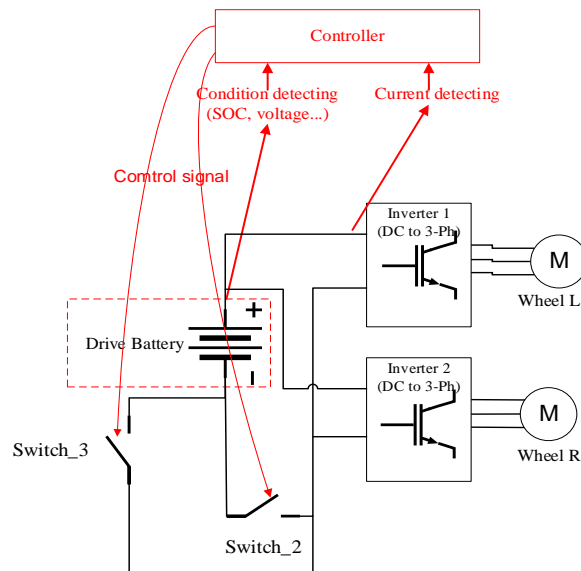 Controller
Condition detecting
(SOC, voltage...)
Current detecting
Comtrol signal
Inverter 1
(DC to 3-Ph)
M
Wheel L
+
Drive Battery
Inverter 2
(DC to 3-Ph)
M
Wheel R
Switch_3
Switch_2